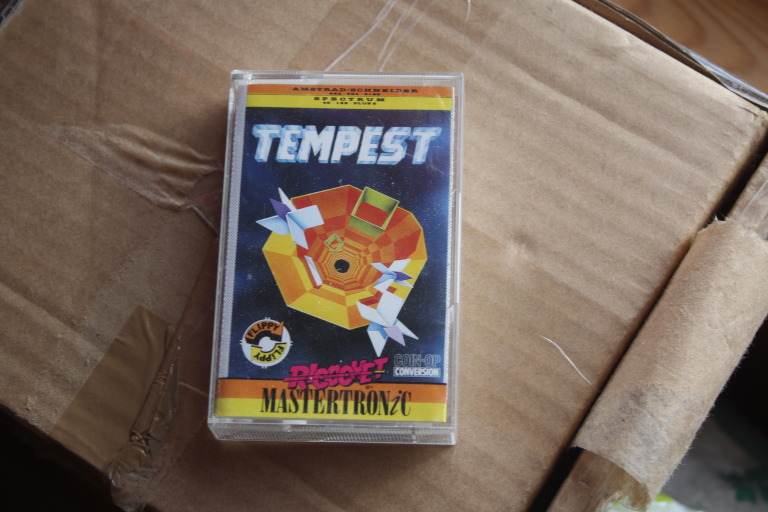 AMSTRAD-SCHNEIDER
SPECTRUM
TEMPEST
FLIPPY
FLIPPY
RICOCHET
COIN-OP
CONVERSION
MASTERTRONiC